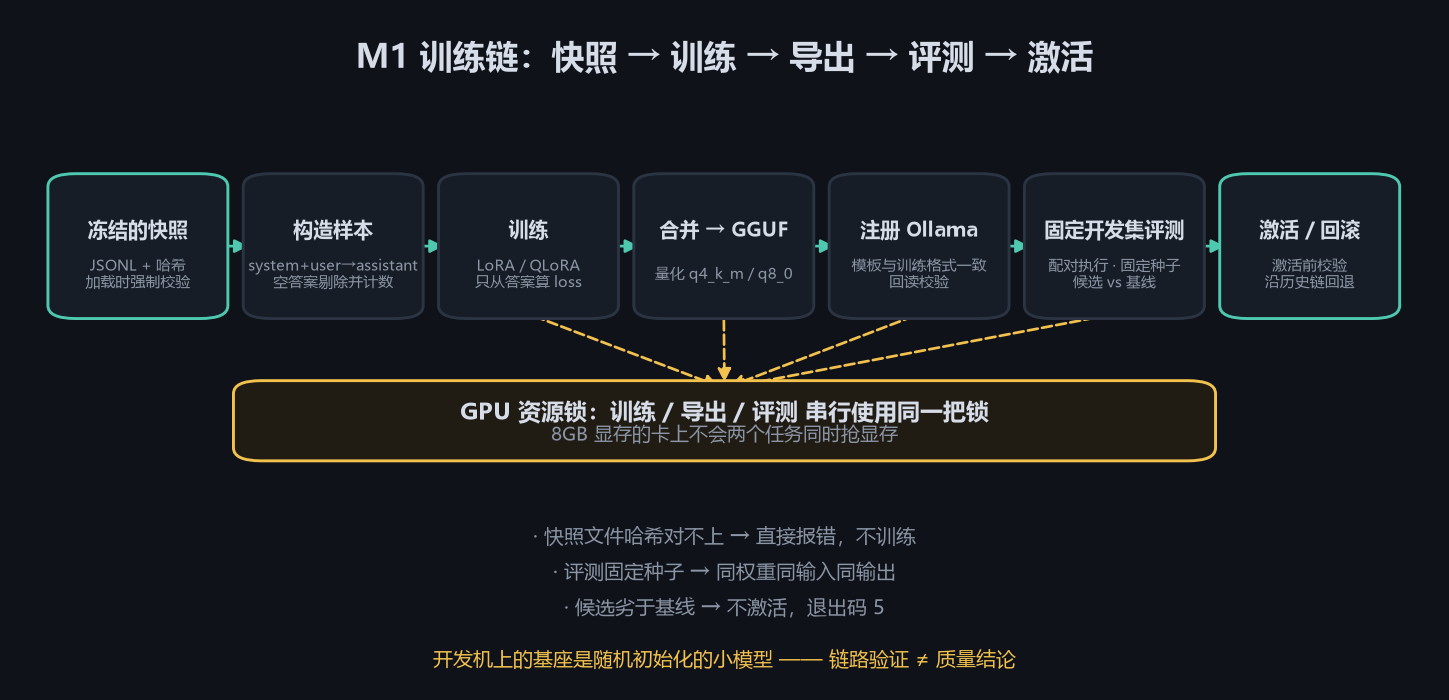 M1 训练链：快照 → 训练 → 导出 → 评测 → 激活
冻结的快照
JSONL + 哈希
加载时强制校验
构造样本
system+user→assistant
空答案剔除并计数
训练
LoRA / QLoRA
只从答案算 loss
合并 → GGUF
量化 q4_k_m / q8_0
注册 Ollama
模板与训练格式一致
回读校验
固定开发集评测
配对执行 · 固定种子
候选 vs 基线
激活 / 回滚
激活前校验
沿历史链回退
GPU 资源锁：训练 / 导出 / 评测 串行使用同一把锁
8GB 显存的卡上不会两个任务同时抢显存
· 快照文件哈希对不上 → 直接报错，不训练
· 评测固定种子 → 同权重同输入同输出
· 候选劣于基线 → 不激活，退出码 5
开发机上的基座是随机初始化的小模型 —— 链路验证 ≠ 质量结论